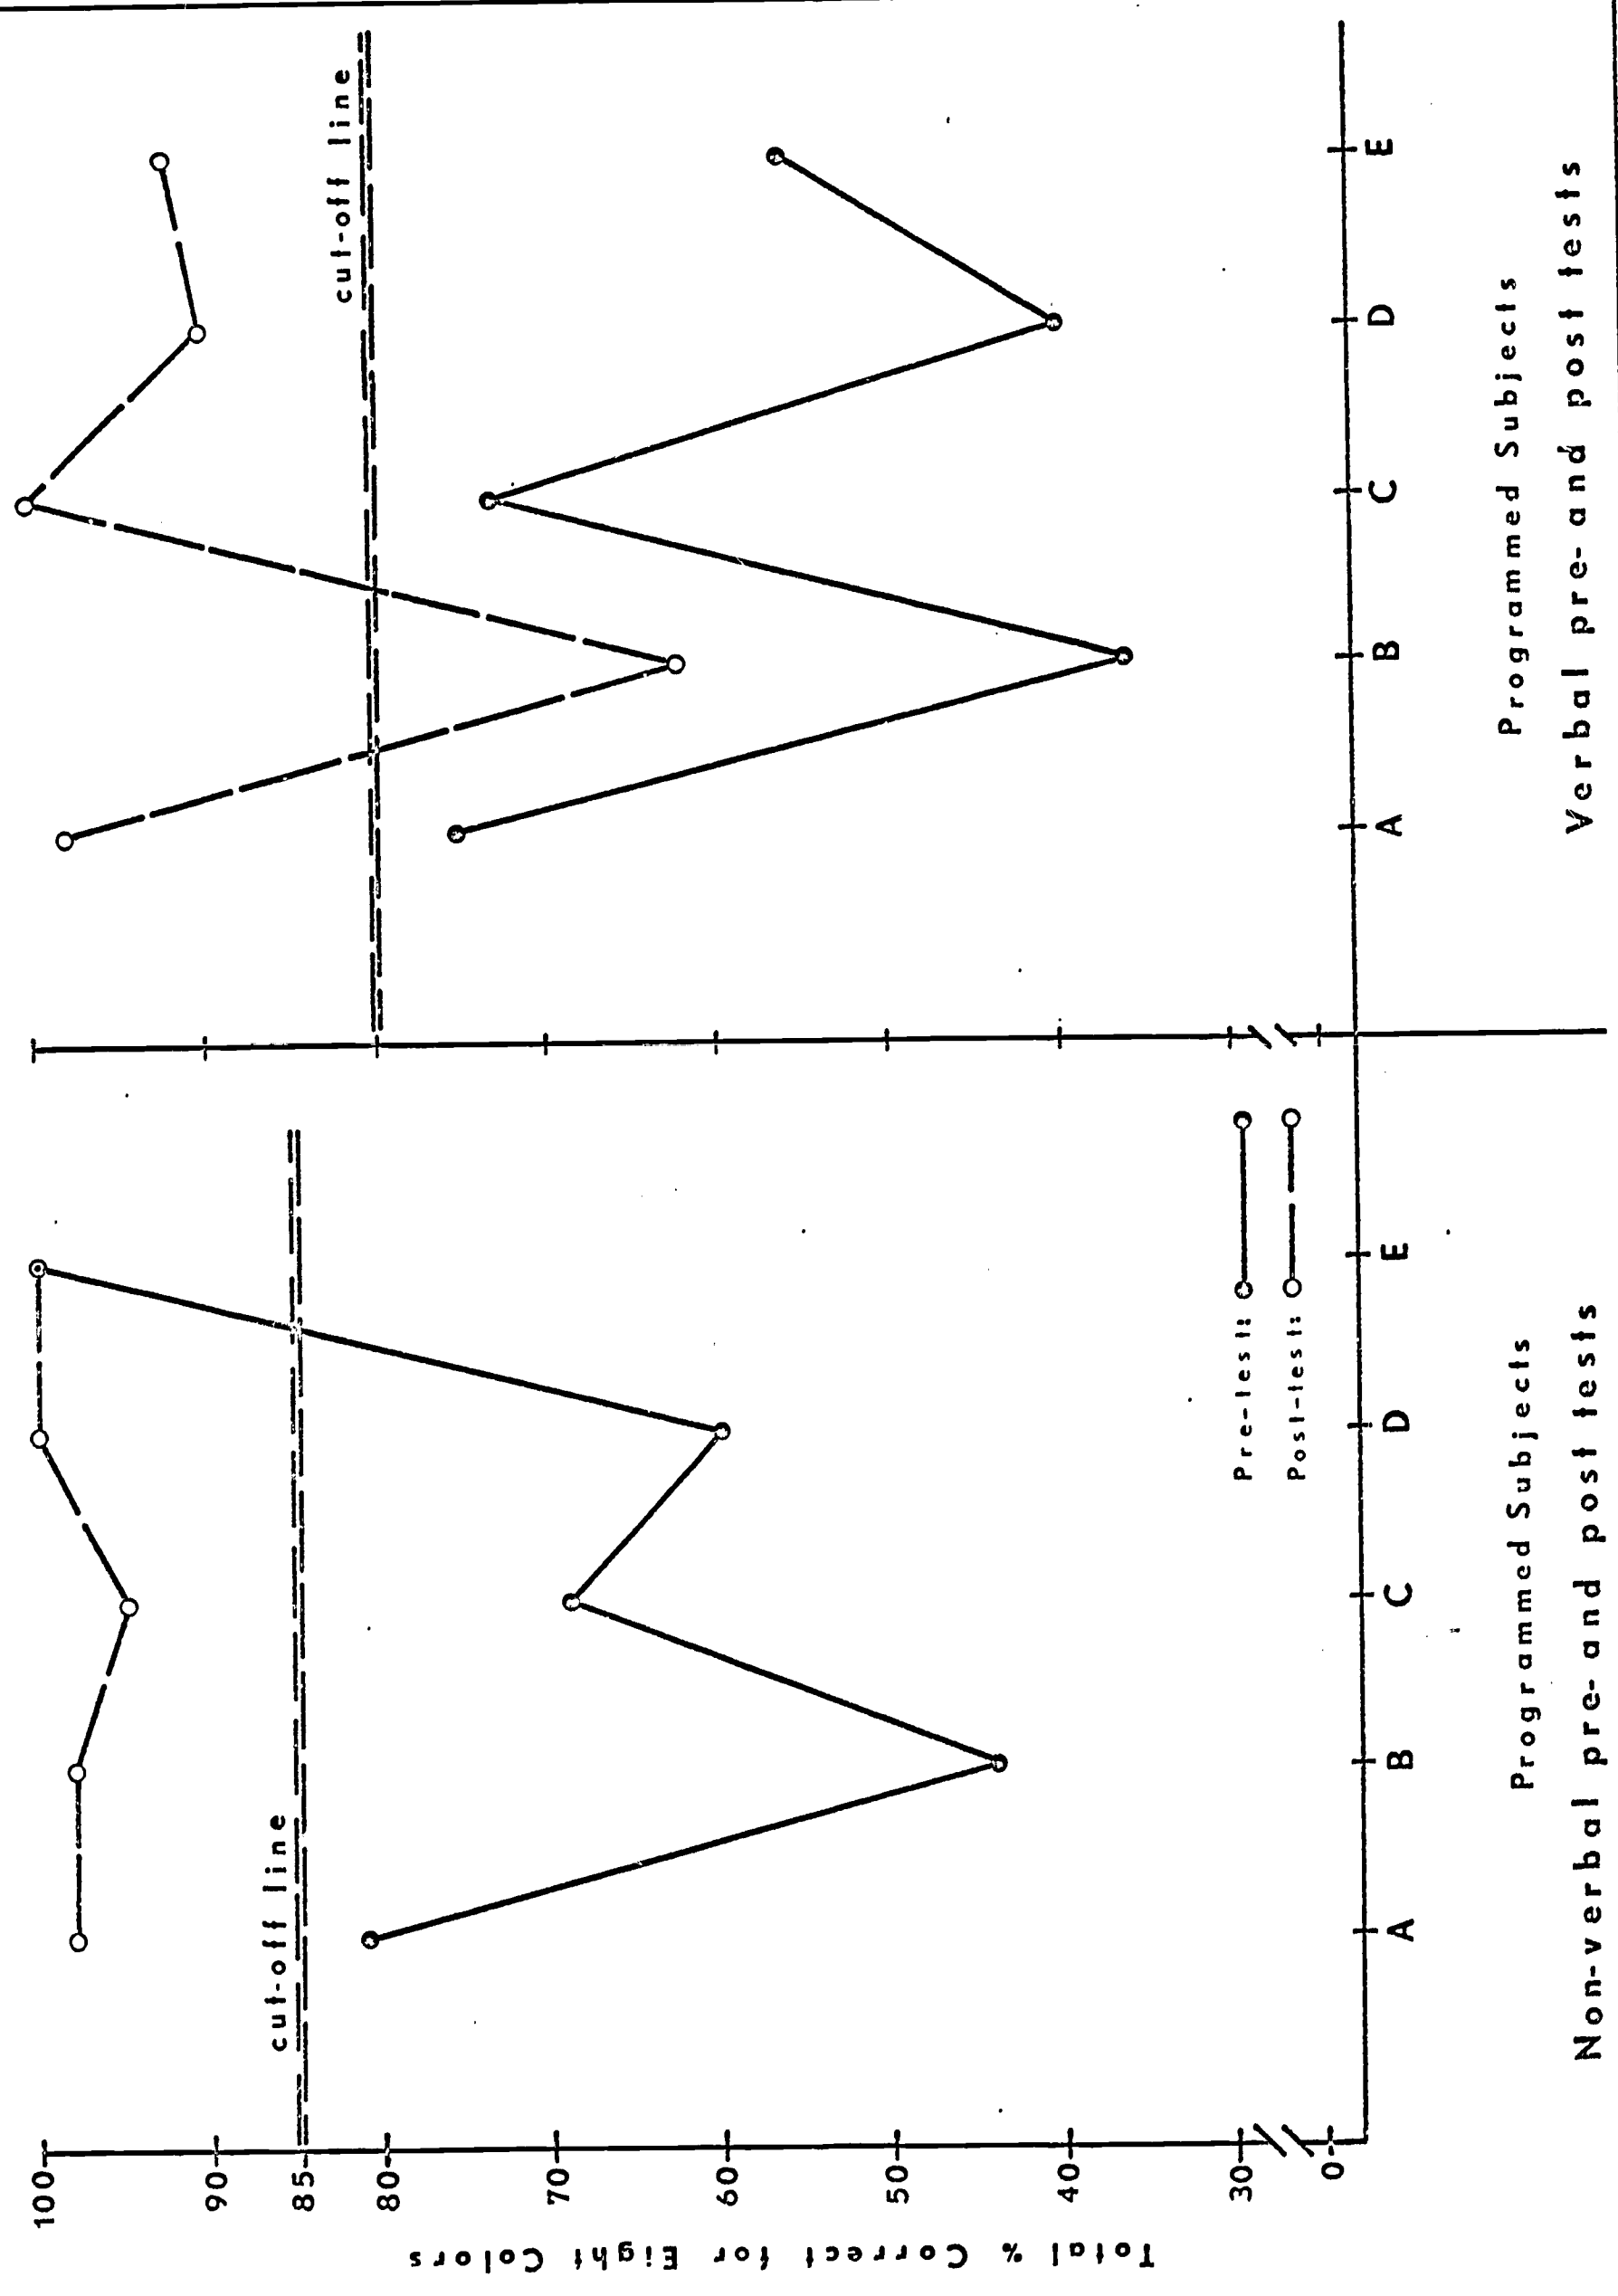 Total % Correct for Eight Colors
100
90
85
80
70
60
50
40
30
0
cut-off line
Pre-test:
Post-test:
A B C D E
Programmed Subjects
Non-verbal pre- and post tests
cut-off line
A B C D E
Programmed Subjects
Verbal pre- and post tests